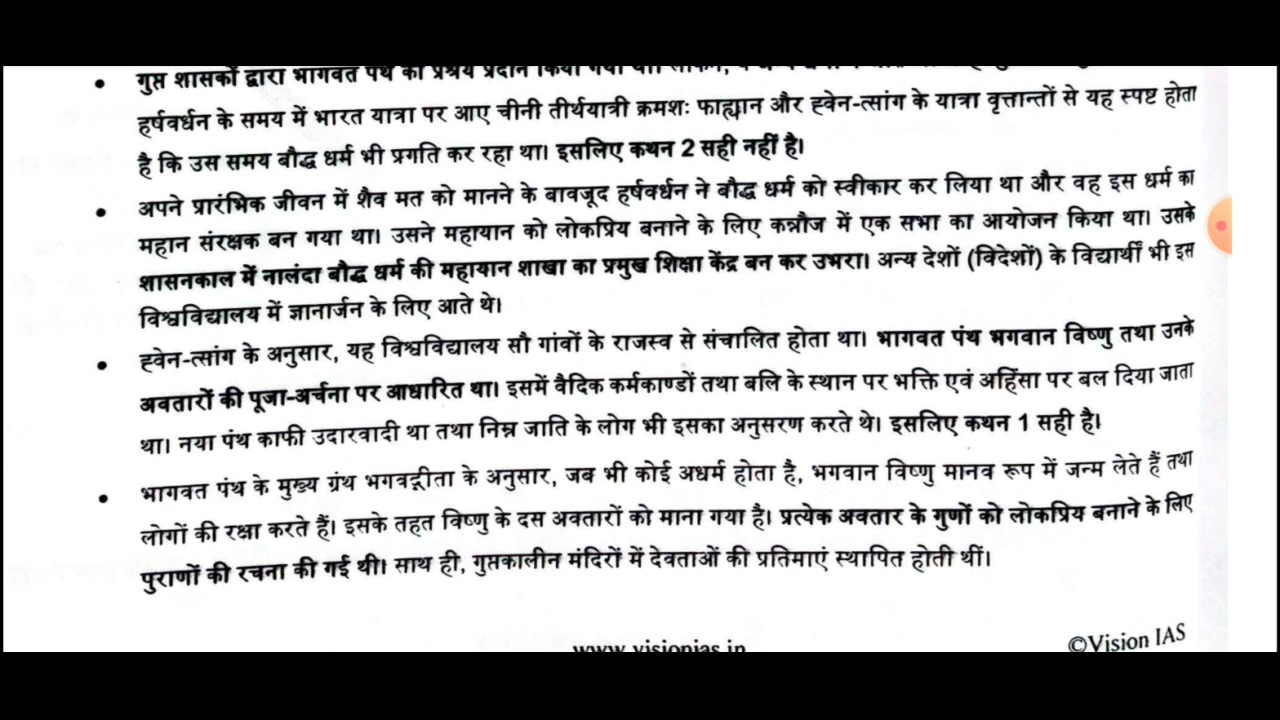 • गुप्त शासकों द्वारा भागवत पंथ को प्रश्रय प्रदान किया गया था।
हर्षवर्धन के समय में भारत यात्रा पर आए चीनी तीर्थयात्री क्रमशः फाह्यान और ह्वेन-त्सांग के यात्रा वृत्तान्तों से यह स्पष्ट होता
है कि उस समय बौद्ध धर्म भी प्रगति कर रहा था। इसलिए कथन 2 सही नहीं है।
• अपने प्रारंभिक जीवन में शैव मत को मानने के बावजूद हर्षवर्धन ने बौद्ध धर्म को स्वीकार कर लिया था और वह इस धर्म का
महान संरक्षक बन गया था। उसने महायान को लोकप्रिय बनाने के लिए कन्नौज में एक सभा का आयोजन किया था। उसके
शासनकाल में नालंदा बौद्ध धर्म की महायान शाखा का प्रमुख शिक्षा केंद्र बन कर उभरा। अन्य देशों (विदेशों) के विद्यार्थी भी इस
विश्वविद्यालय में ज्ञानार्जन के लिए आते थे।
• ह्वेन-त्सांग के अनुसार, यह विश्वविद्यालय सौ गांवों के राजस्व से संचालित होता था। भागवत पंथ भगवान विष्णु तथा उनके
अवतारों की पूजा-अर्चना पर आधारित था। इसमें वैदिक कर्मकाण्डों तथा बलि के स्थान पर भक्ति एवं अहिंसा पर बल दिया जाता
था। नया पंथ काफी उदारवादी था तथा निम्न जाति के लोग भी इसका अनुसरण करते थे। इसलिए कथन 1 सही है।
• भागवत पंथ के मुख्य ग्रंथ भगवद्गीता के अनुसार, जब भी कोई अधर्म होता है, भगवान विष्णु मानव रूप में जन्म लेते हैं तथा
लोगों की रक्षा करते हैं। इसके तहत विष्णु के दस अवतारों को माना गया है। प्रत्येक अवतार के गुणों को लोकप्रिय बनाने के लिए
पुराणों की रचना की गई थी। साथ ही, गुप्तकालीन मंदिरों में देवताओं की प्रतिमाएं स्थापित होती थीं।
www.visionias.in
©Vision IAS